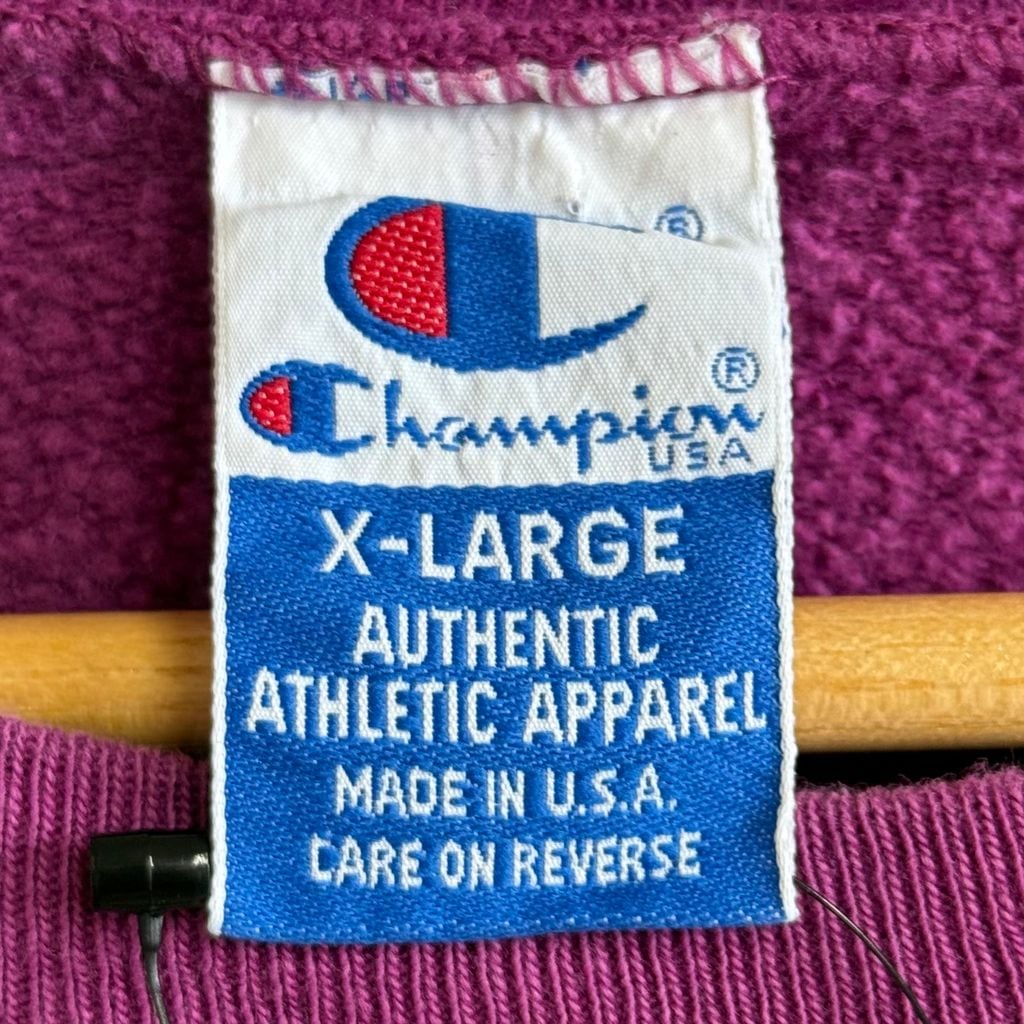 ®
Champion®
USA
X-LARGE
AUTHENTIC
ATHLETIC APPAREL
MADE IN U.S.A.
CARE ON REVERSE